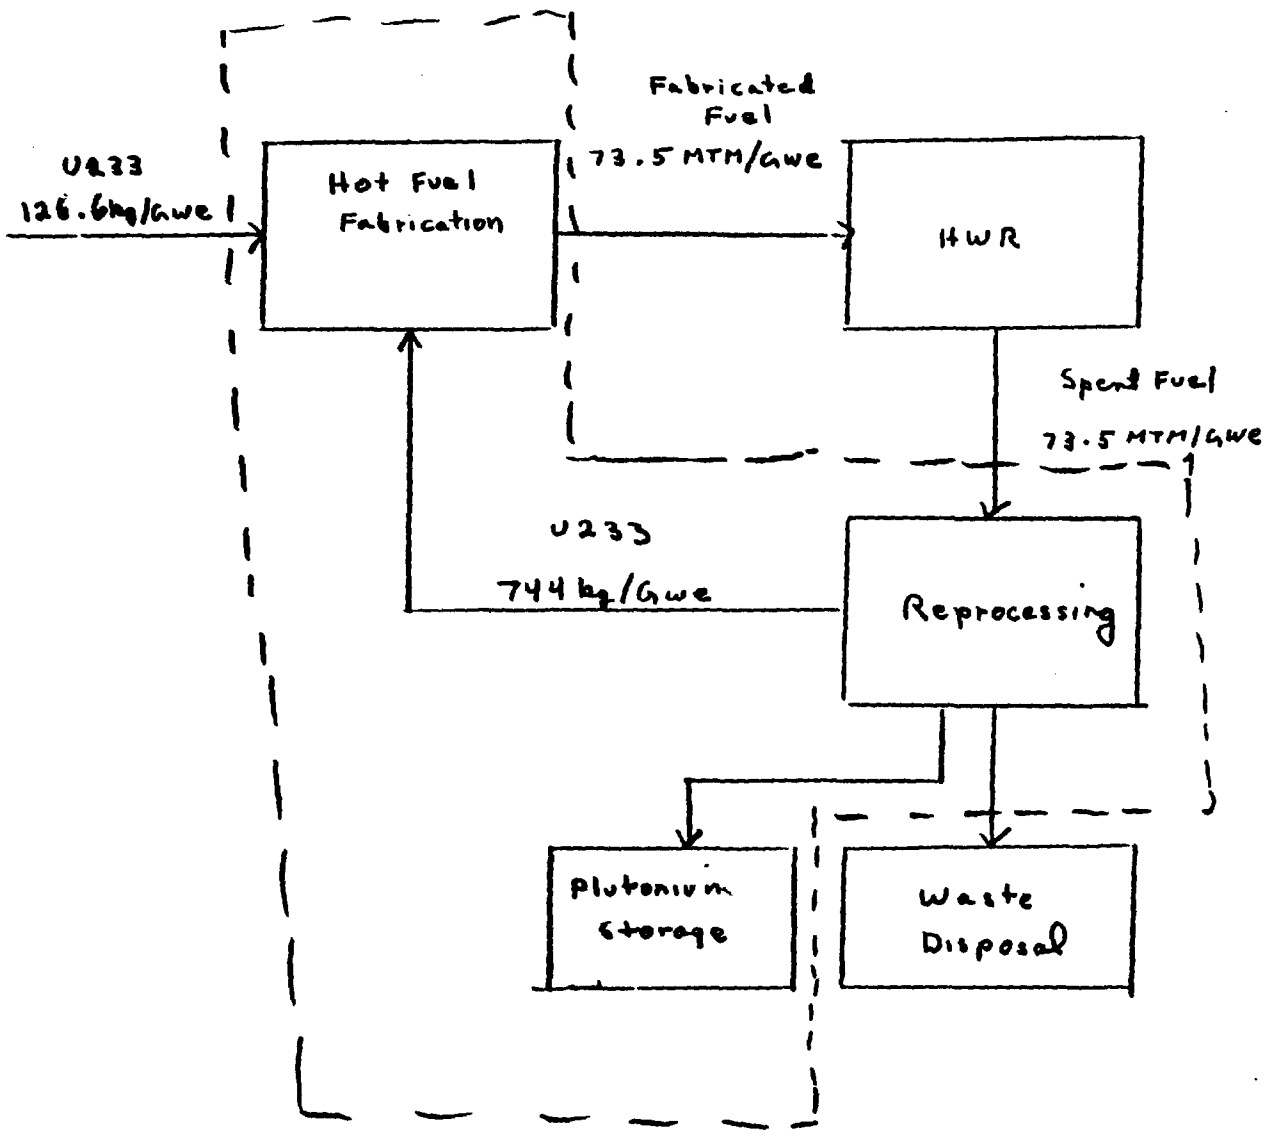 Fabricated
Fuel
73.5 MTM/GWe
U233
126.6kg/GWe
Hot Fuel
Fabrication
HWR
Spent Fuel
73.5 MTM/GWe
U233
744 kg/GWe
Reprocessing
Plutonium
Storage
Waste
Disposal